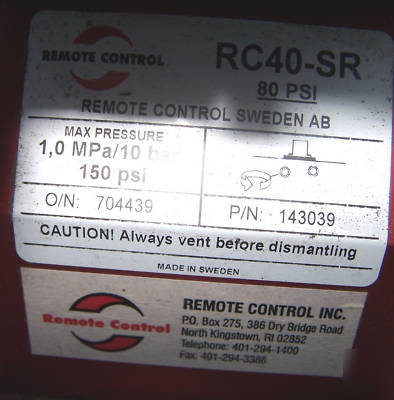 REMOTE CONTROL
RC40-SR
80 PSI
REMOTE CONTROL SWEDEN AB
MAX PRESSURE
1,0 MPa/10 bar
150 psi
O/N: 704439
P/N: 143039
CAUTION! Always vent before dismantling
MADE IN SWEDEN
Remote Control
REMOTE CONTROL INC.
P.O. Box 275, 386 Dry Bridge Road
North Kingstown, RI 02852
Telephone: 401-294-1400
Fax: 401-294-3388